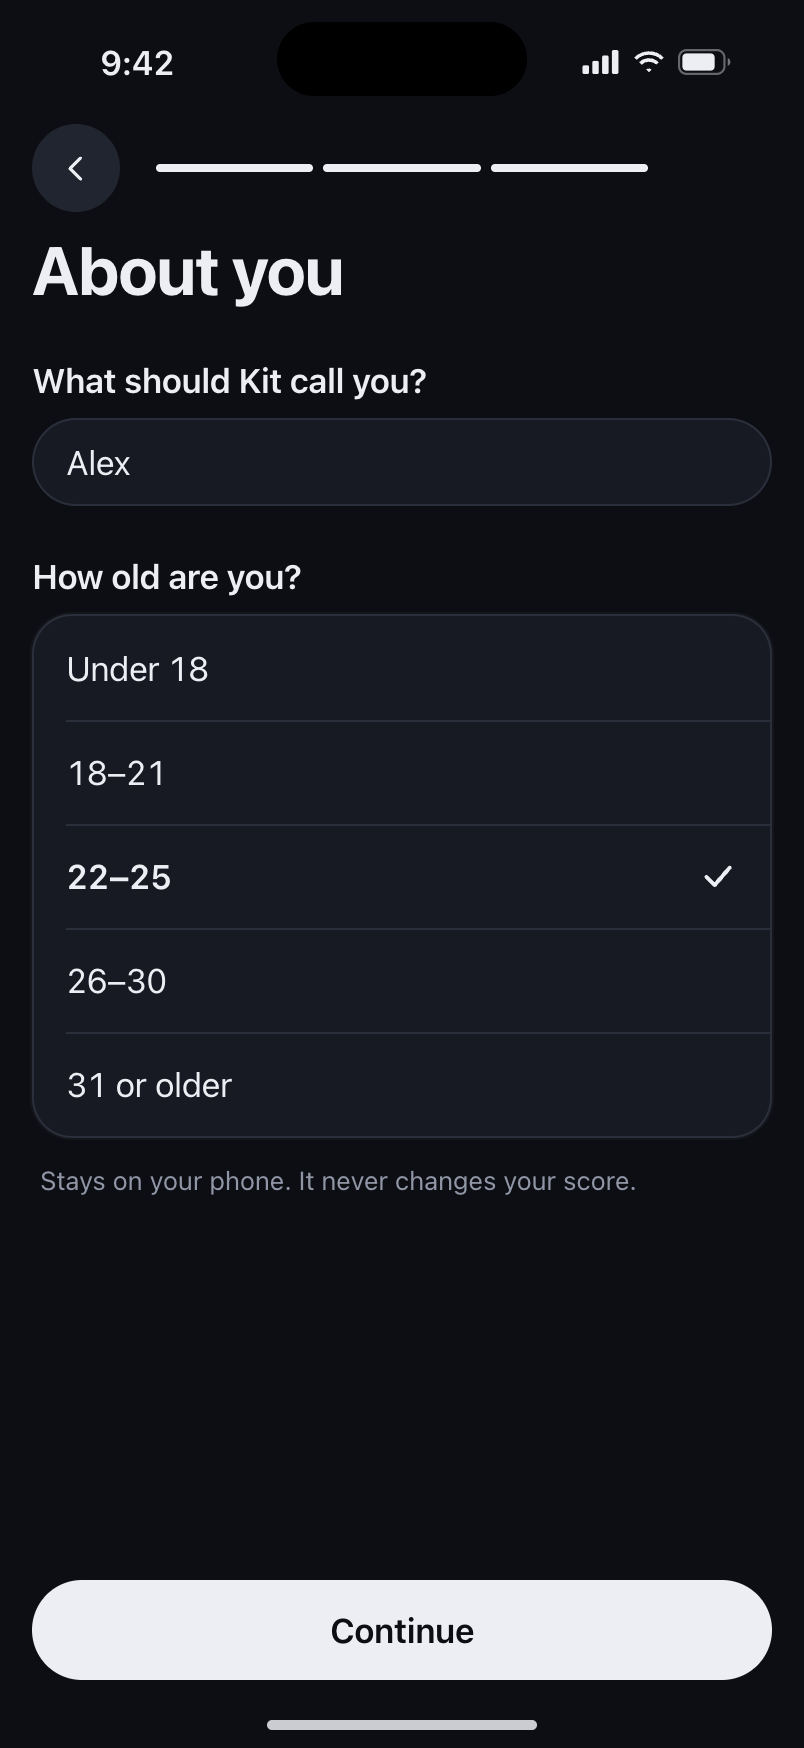 9:42
About you
What should Kit call you?
Alex
How old are you?
Under 18
18–21
22–25
26–30
31 or older
Stays on your phone. It never changes your score.
Continue